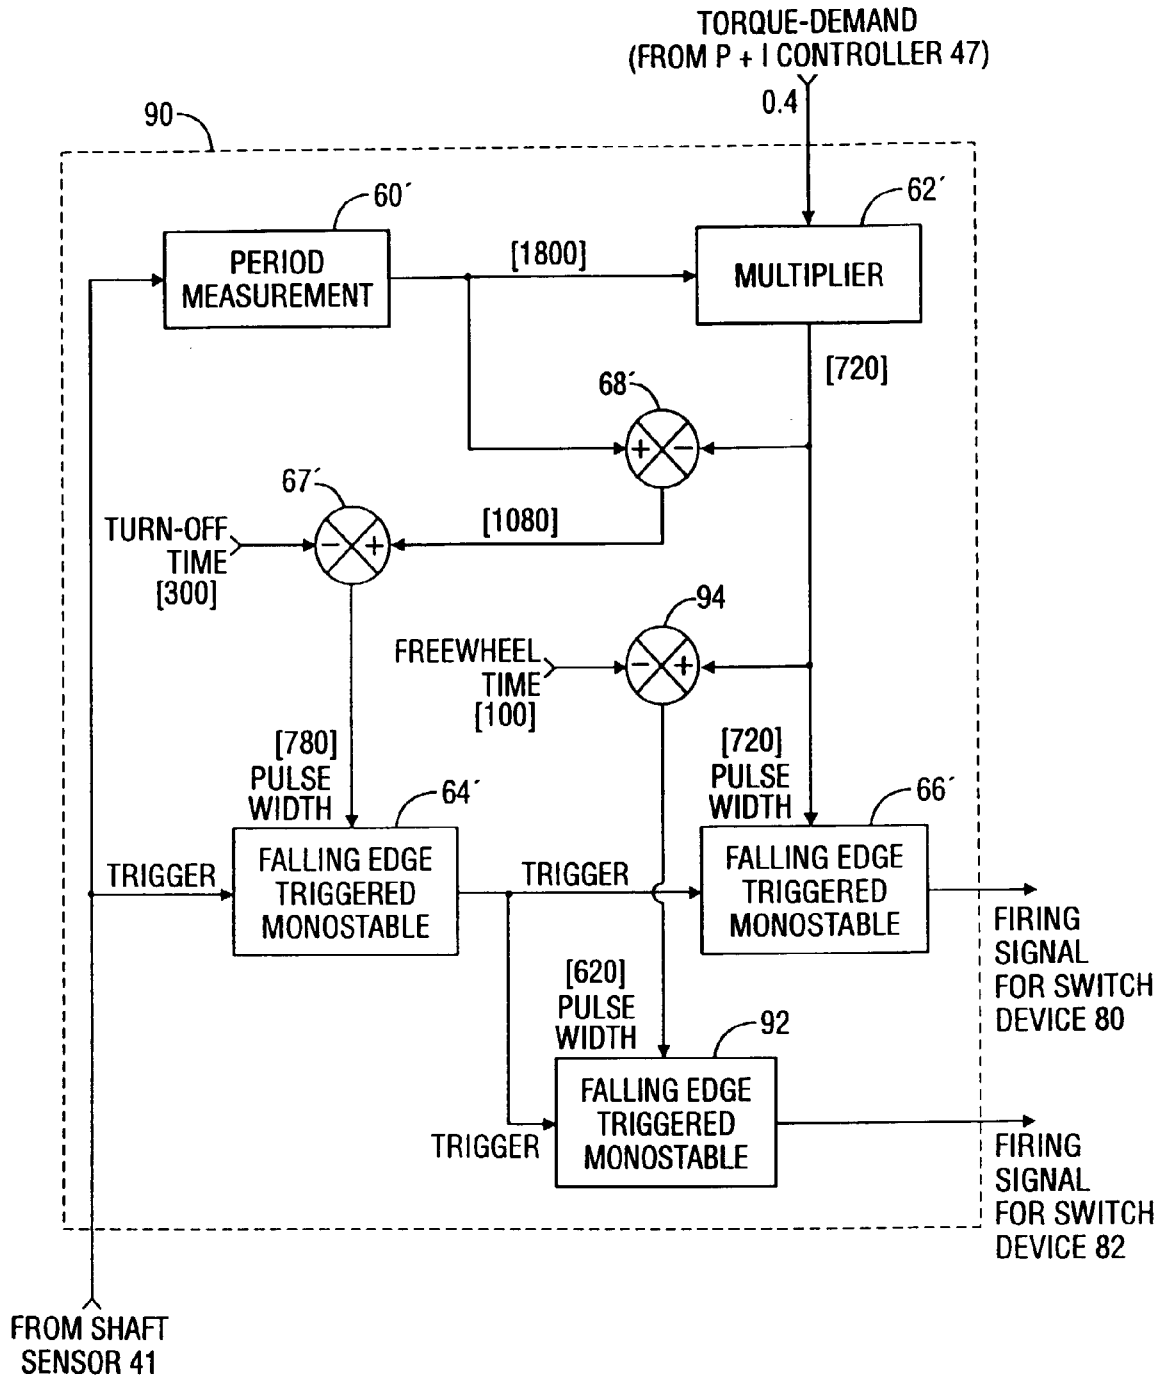 TORQUE-DEMAND
(FROM P + I CONTROLLER 47)
0.4
90
60´
62´
PERIOD
MEASUREMENT
[1800]
MULTIPLIER
[720]
68´
+ −
67´
TURN-OFF
TIME
[300]
− +
[1080]
94
FREEWHEEL
TIME
[100]
− +
[780]
PULSE
WIDTH
64´
[720]
PULSE
WIDTH
66´
TRIGGER
FALLING EDGE
TRIGGERED
MONOSTABLE
TRIGGER
FALLING EDGE
TRIGGERED
MONOSTABLE
FIRING
SIGNAL
FOR SWITCH
DEVICE 80
[620]
PULSE
WIDTH
92
TRIGGER
FALLING EDGE
TRIGGERED
MONOSTABLE
FIRING
SIGNAL
FOR SWITCH
DEVICE 82
FROM SHAFT
SENSOR 41